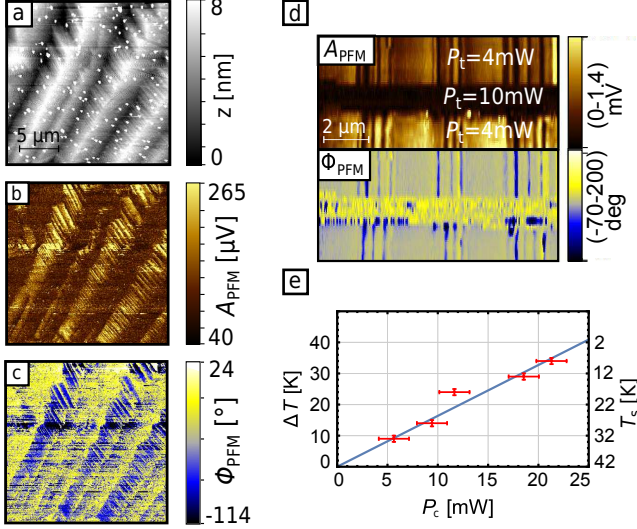 a
8
z [nm]
0
5 μm
b
265
A_PFM [μV]
40
c
24
Φ_PFM [°]
-114
d
A_PFM
P_t=4mW
P_t=10mW
2 μm
P_t=4mW
(0-1.4)
mV
Φ_PFM
(-70-200)
deg
e
ΔT [K]
40
30
20
10
0
0
5
10
15
20
25
P_c [mW]
2
12
22
32
42
T_s [K]